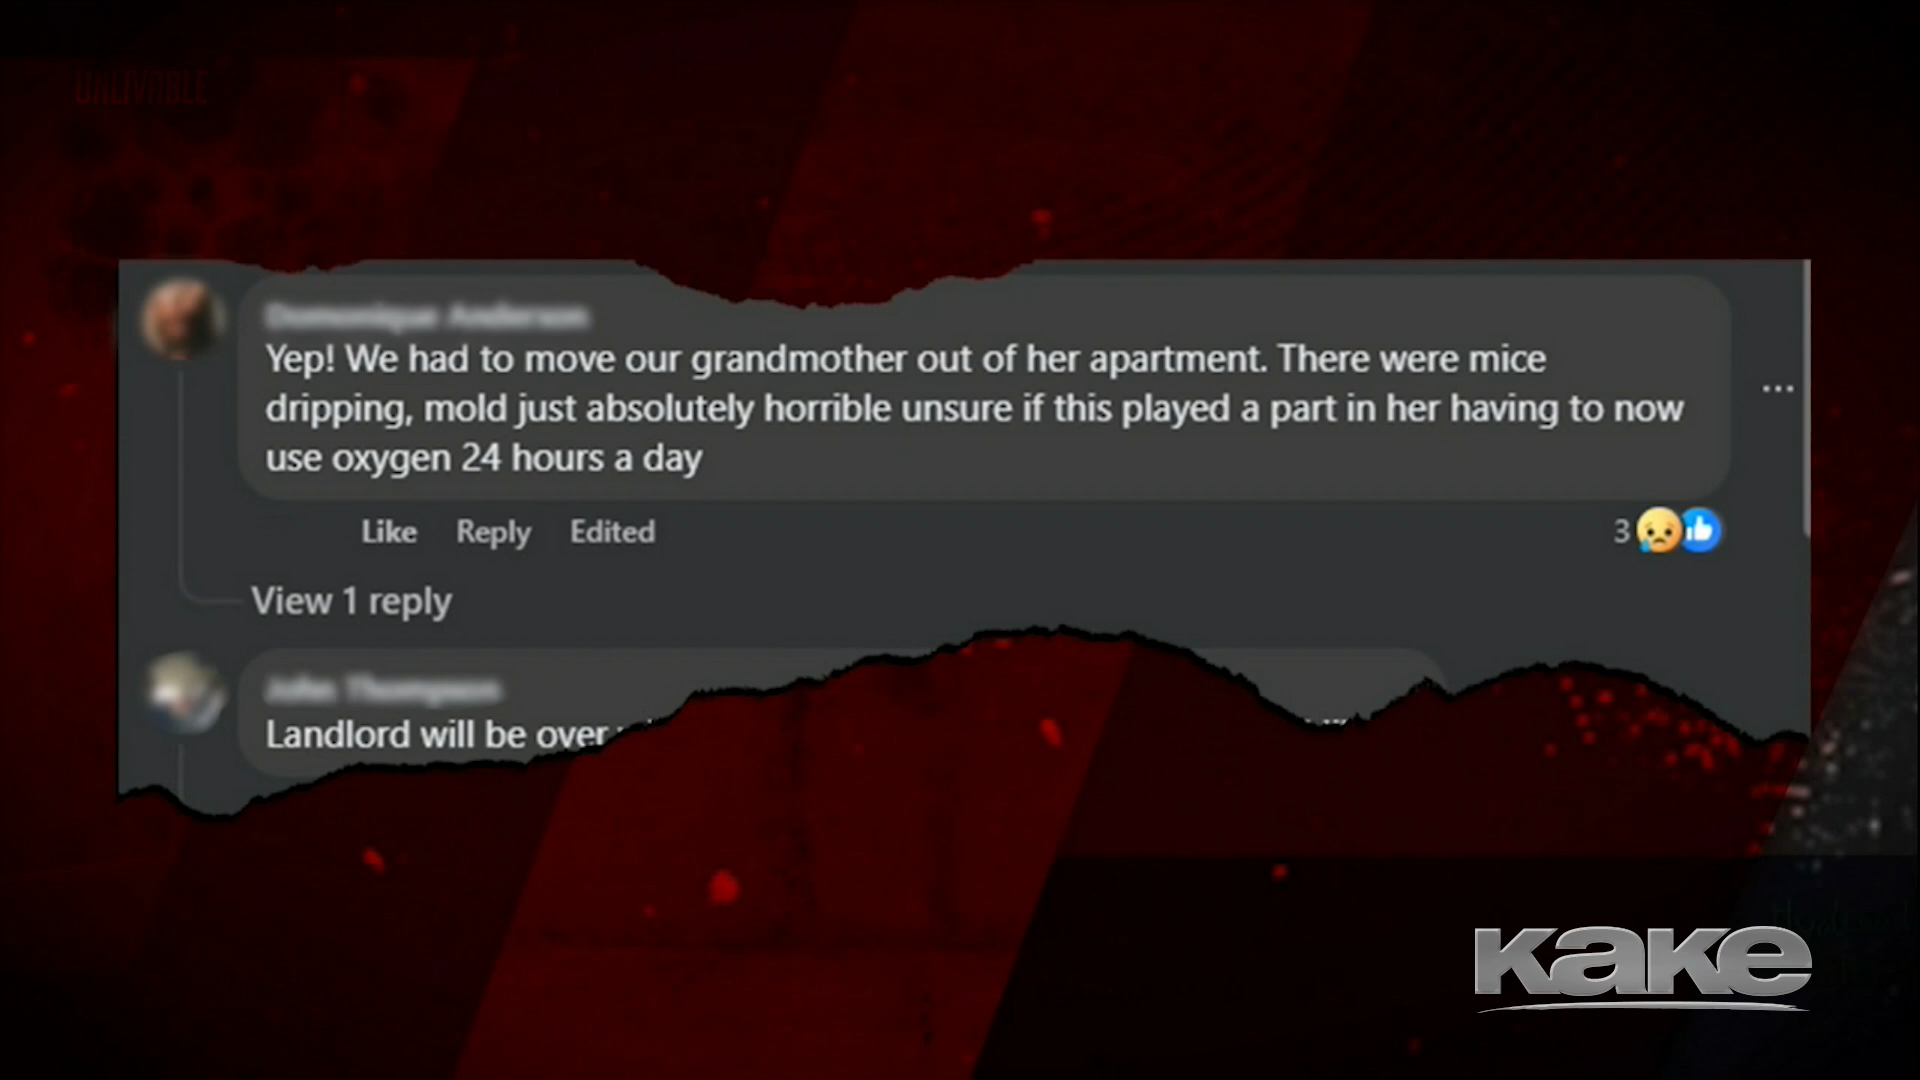 UNLIVABLE
Yep! We had to move our grandmother out of her apartment. There were mice
dripping, mold just absolutely horrible unsure if this played a part in her having to now
use oxygen 24 hours a day
Like Reply Edited
3
View 1 reply
Landlord will be over
KAKE